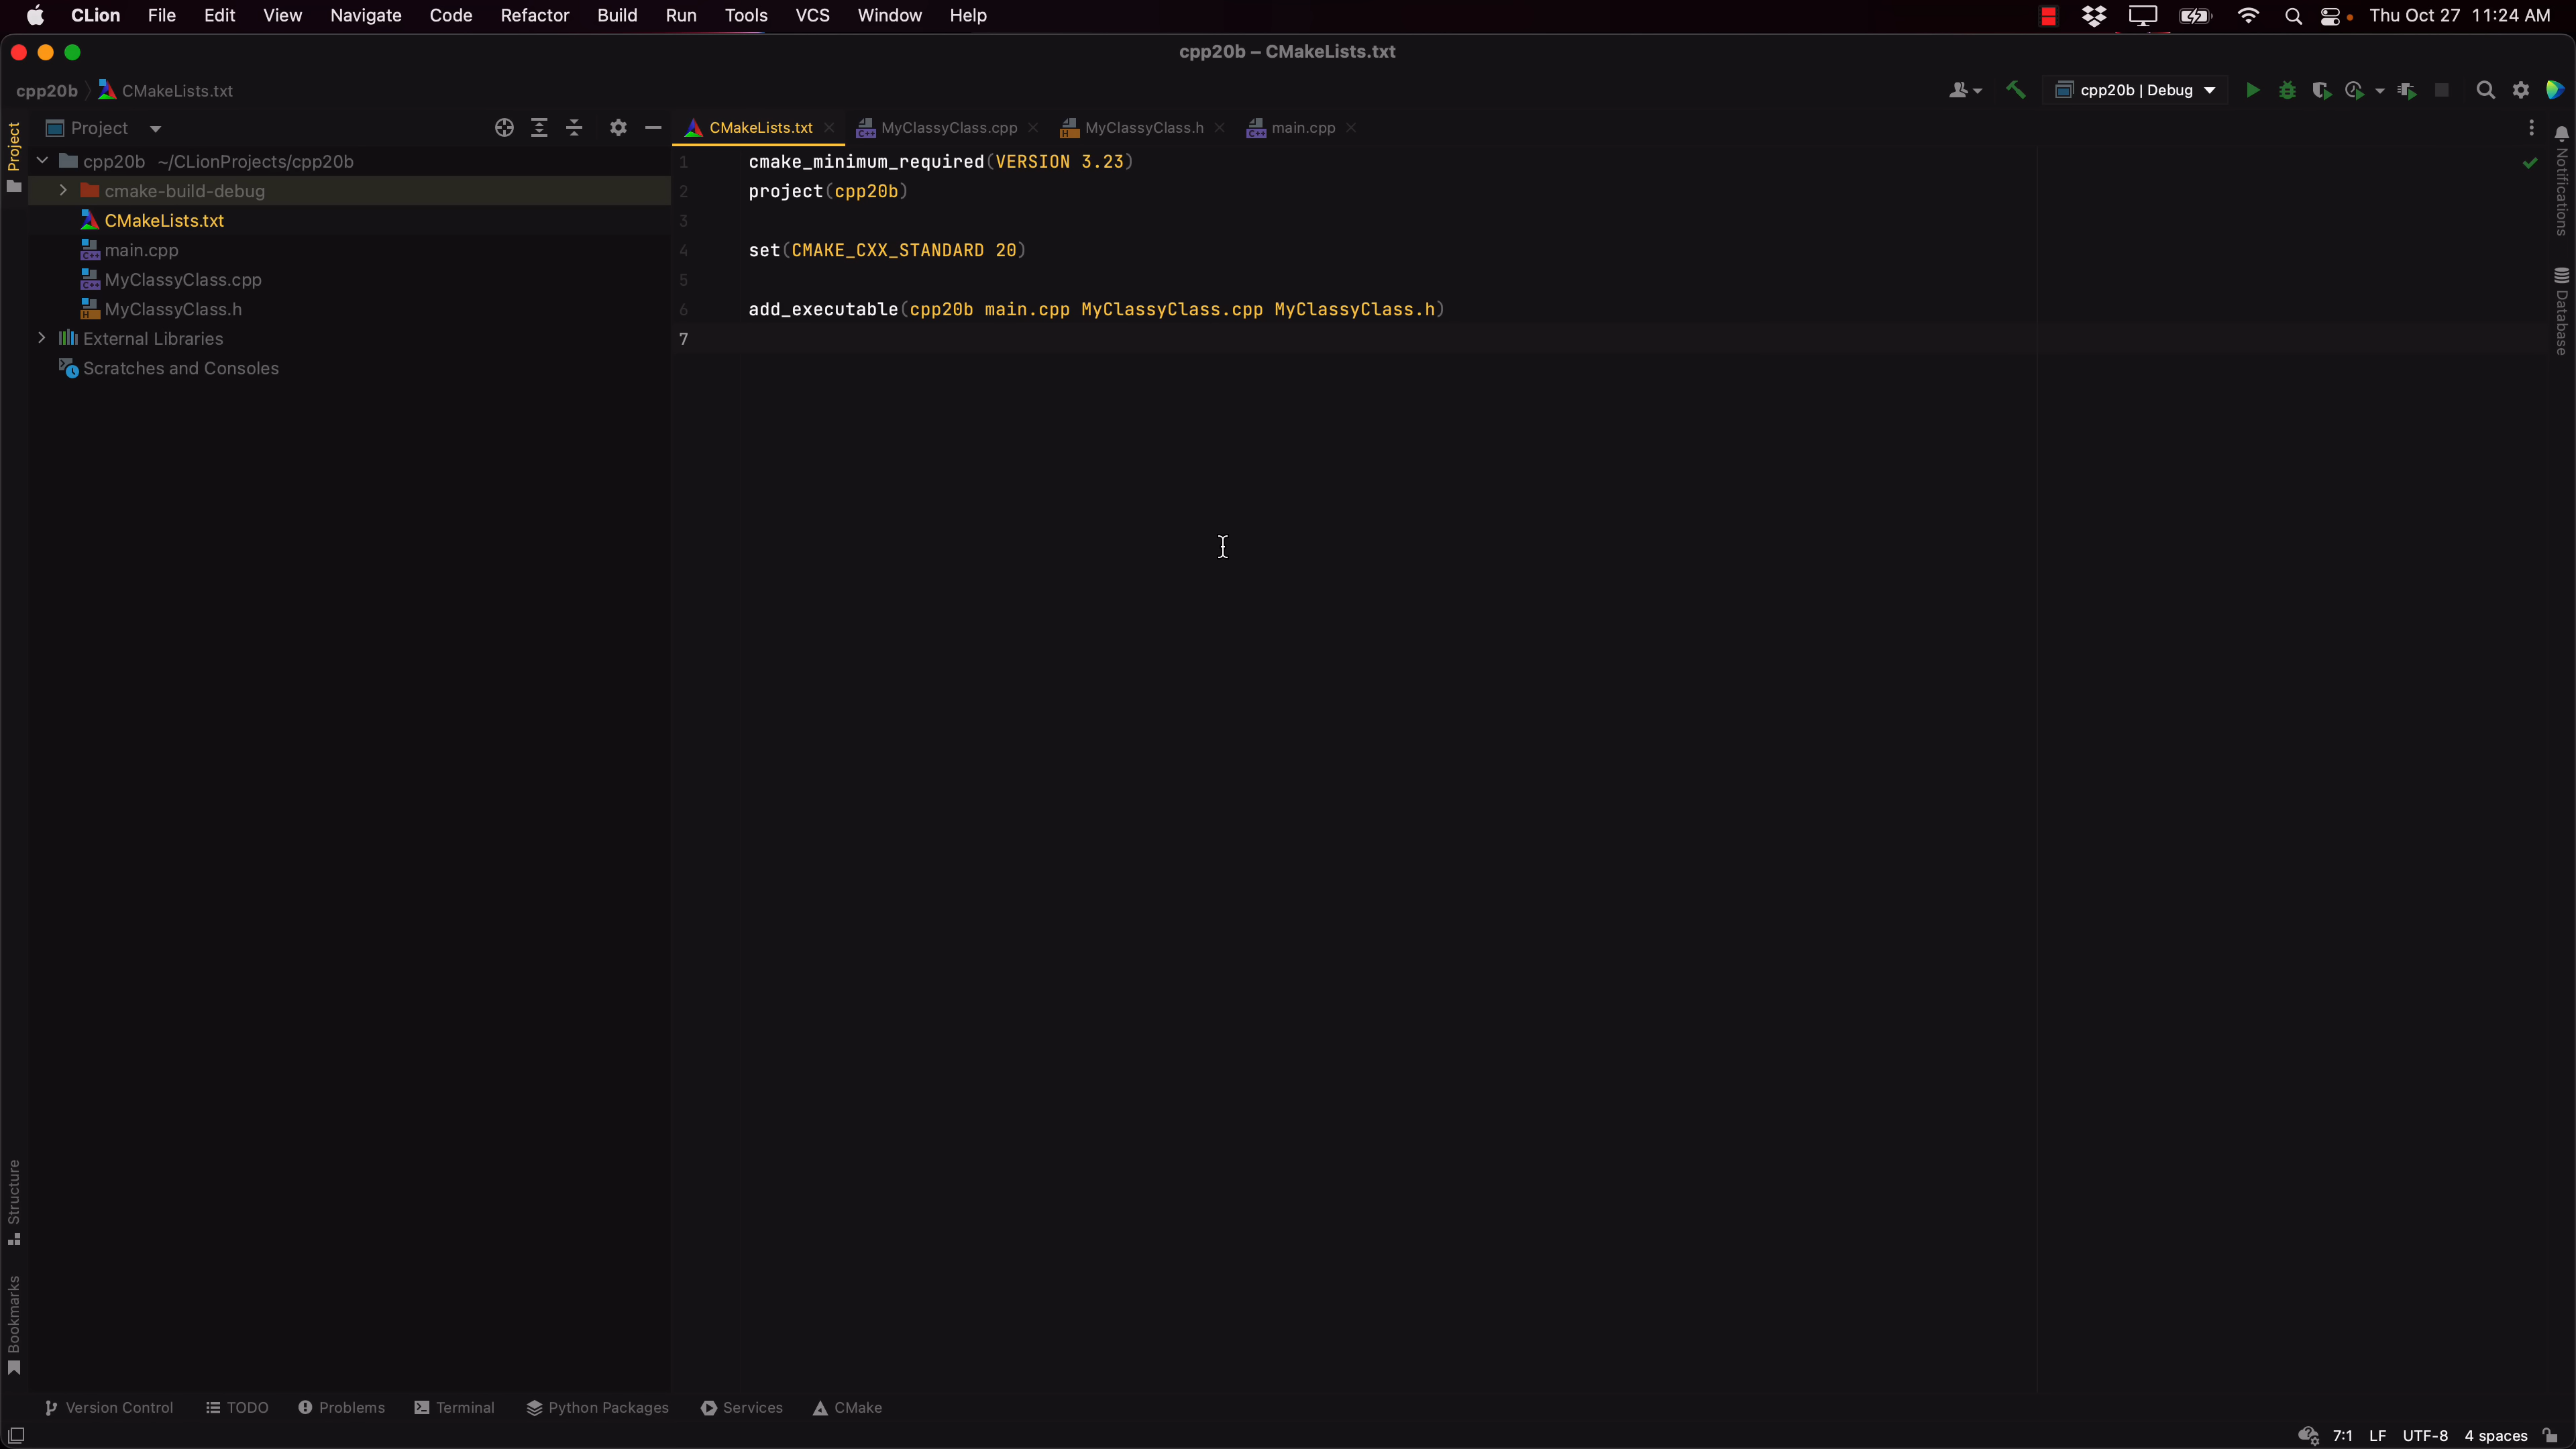 CLion File Edit View Navigate Code Refactor Build Run Tools VCS Window Help Thu Oct 27 11:24 AM
cpp20b – CMakeLists.txt
cpp20b CMakeLists.txt cpp20b | Debug
Project CMakeLists.txt MyClassyClass.cpp MyClassyClass.h main.cpp
Project
Notifications
Database
cpp20b ~/CLionProjects/cpp20b
cmake-build-debug
CMakeLists.txt
main.cpp
MyClassyClass.cpp
MyClassyClass.h
External Libraries
Scratches and Consoles
1 cmake_minimum_required(VERSION 3.23)
2 project(cpp20b)
3
4 set(CMAKE_CXX_STANDARD 20)
5
6 add_executable(cpp20b main.cpp MyClassyClass.cpp MyClassyClass.h)
7
Structure
Bookmarks
Version Control TODO Problems Terminal Python Packages Services CMake
7:1 LF UTF-8 4 spaces